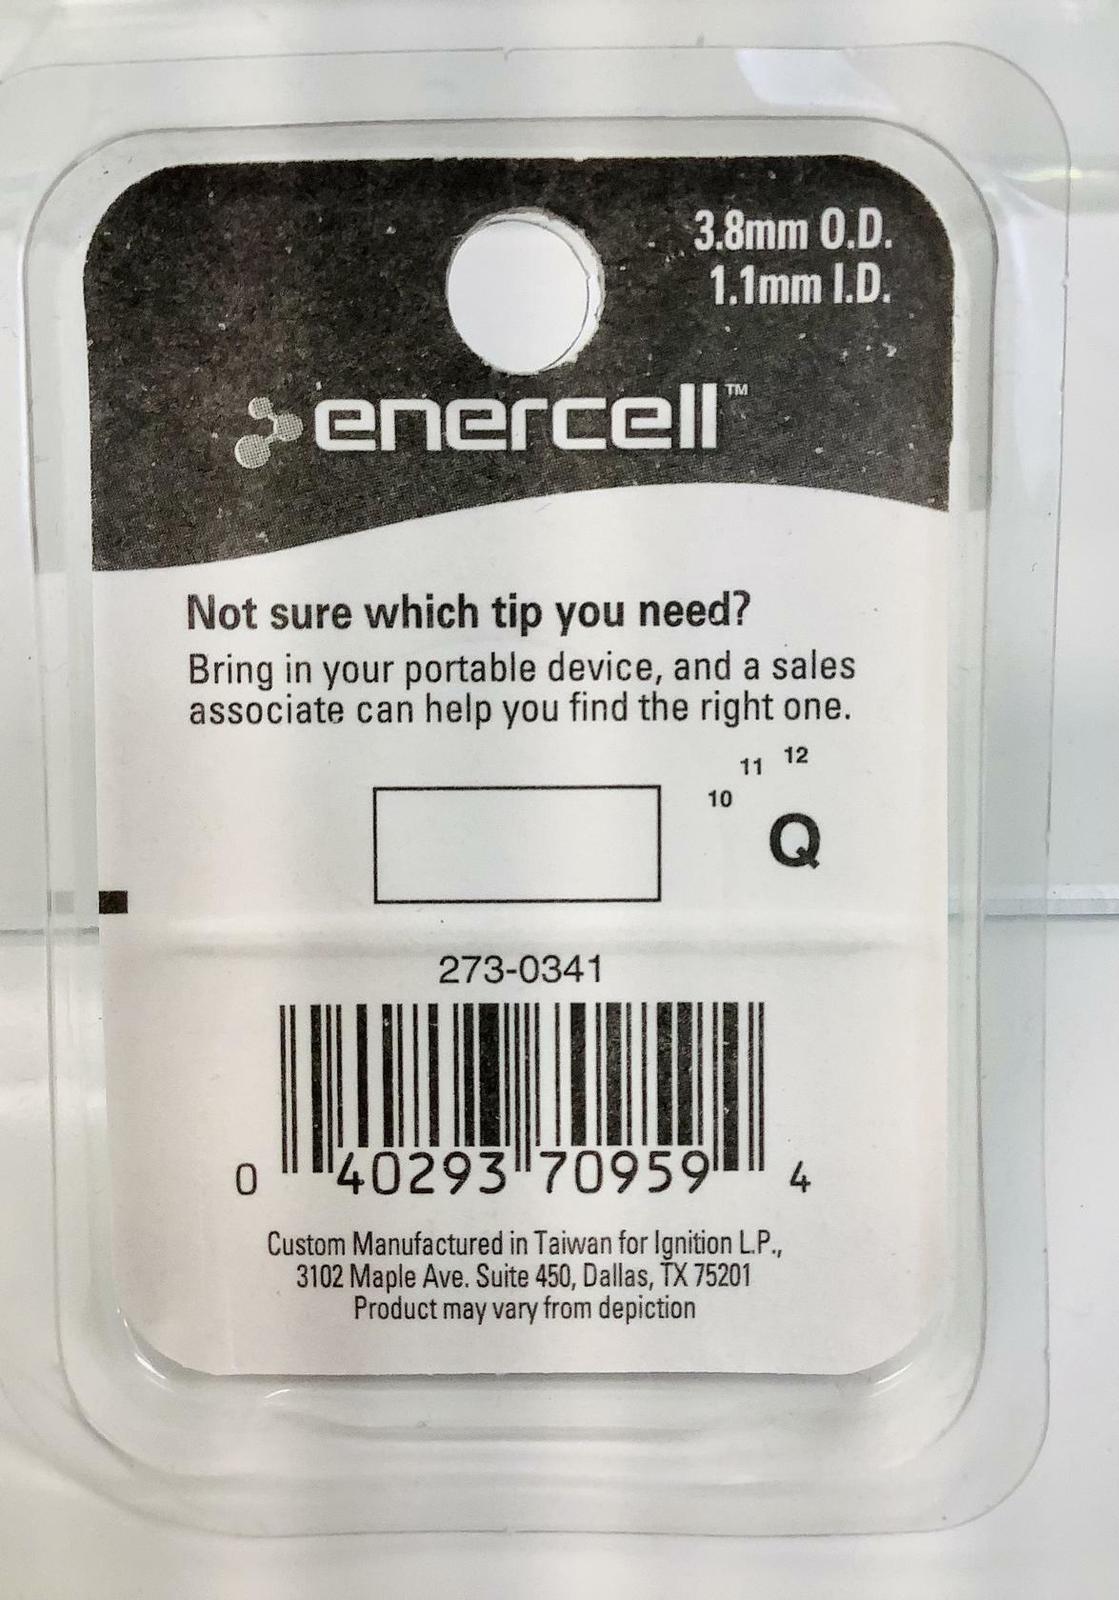 3.8mm O.D.
1.1mm I.D.
enercell™
Not sure which tip you need?
Bring in your portable device, and a sales
associate can help you find the right one.
11 12
10
Q
273-0341
0 40293 70959 4
Custom Manufactured in Taiwan for Ignition L.P.,
3102 Maple Ave. Suite 450, Dallas, TX 75201
Product may vary from depiction